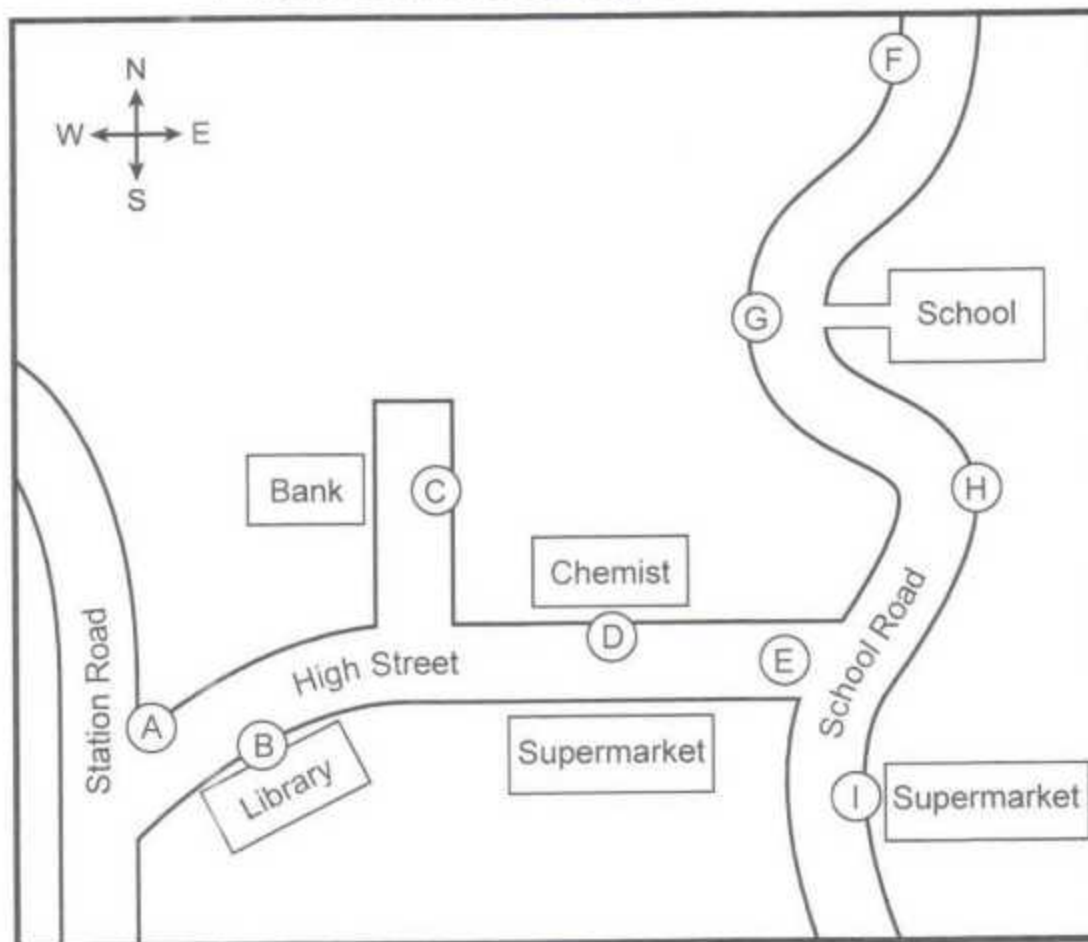 F
N
W E
S
School
G
Bank
C
H
Chemist
D
E
High Street
School Road
Station Road
A
B
Library
Supermarket
I
Supermarket